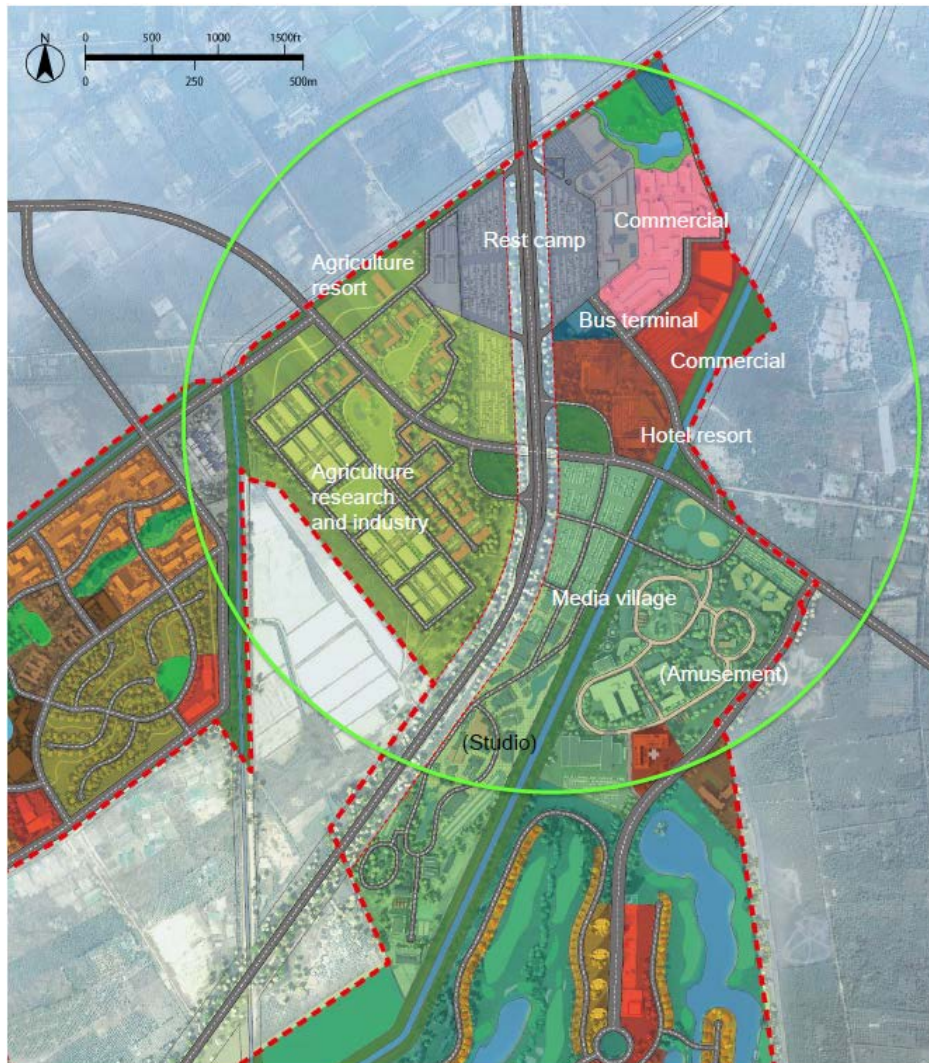 N
0 500 1000 1500ft
0 250 500m
Commercial
Rest camp
Agriculture
resort
Bus terminal
Commercial
Hotel resort
Agriculture
research
and industry
Media village
(Amusement)
(Studio)